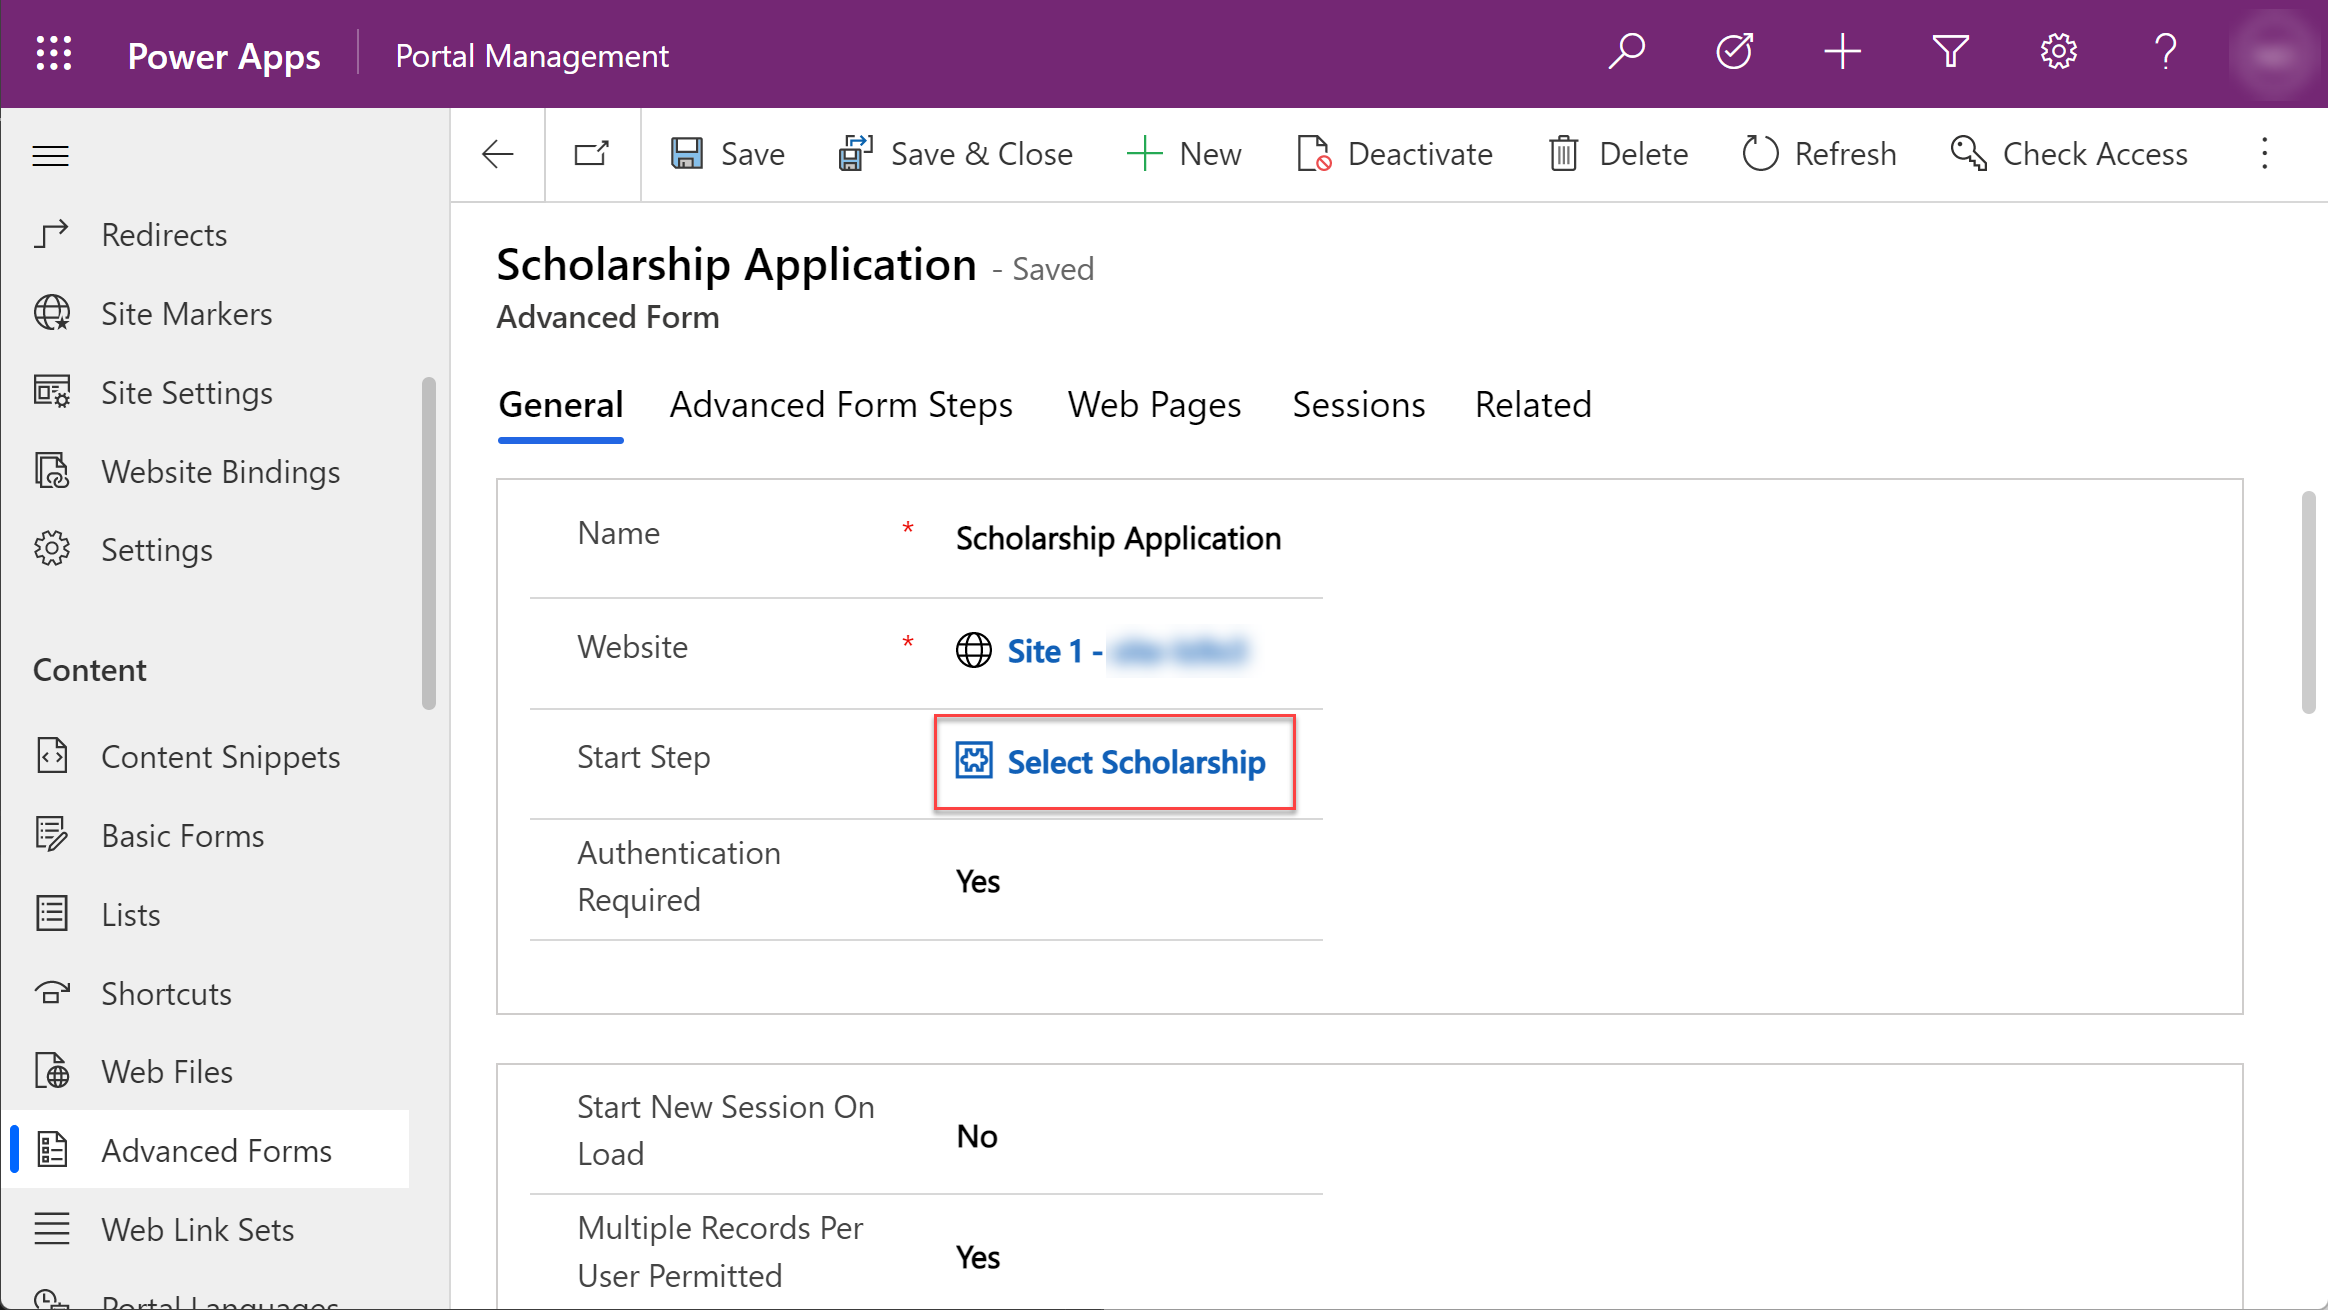 Power Apps
Portal Management
Save
Save & Close
New
Deactivate
Delete
Refresh
Check Access
Redirects
Site Markers
Site Settings
Website Bindings
Settings
Content
Content Snippets
Basic Forms
Lists
Shortcuts
Web Files
Advanced Forms
Web Link Sets
Portal Languages
Scholarship Application - Saved
Advanced Form
General
Advanced Form Steps
Web Pages
Sessions
Related
Name * Scholarship Application
Website * Site 1 -
Start Step Select Scholarship
Authentication
Required
Yes
Start New Session On
Load
No
Multiple Records Per
User Permitted
Yes